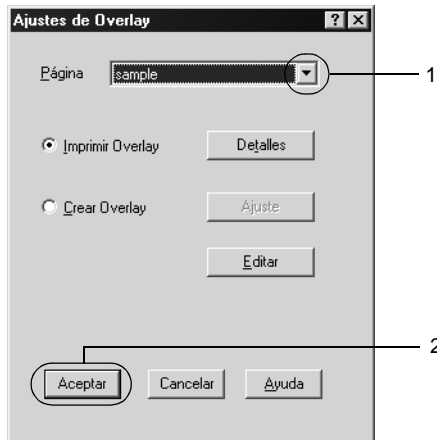 Ajustes de Overlay
Página sample 1
Imprimir Overlay Detalles
Crear Overlay Ajuste
Editar
2
Aceptar Cancelar Ayuda